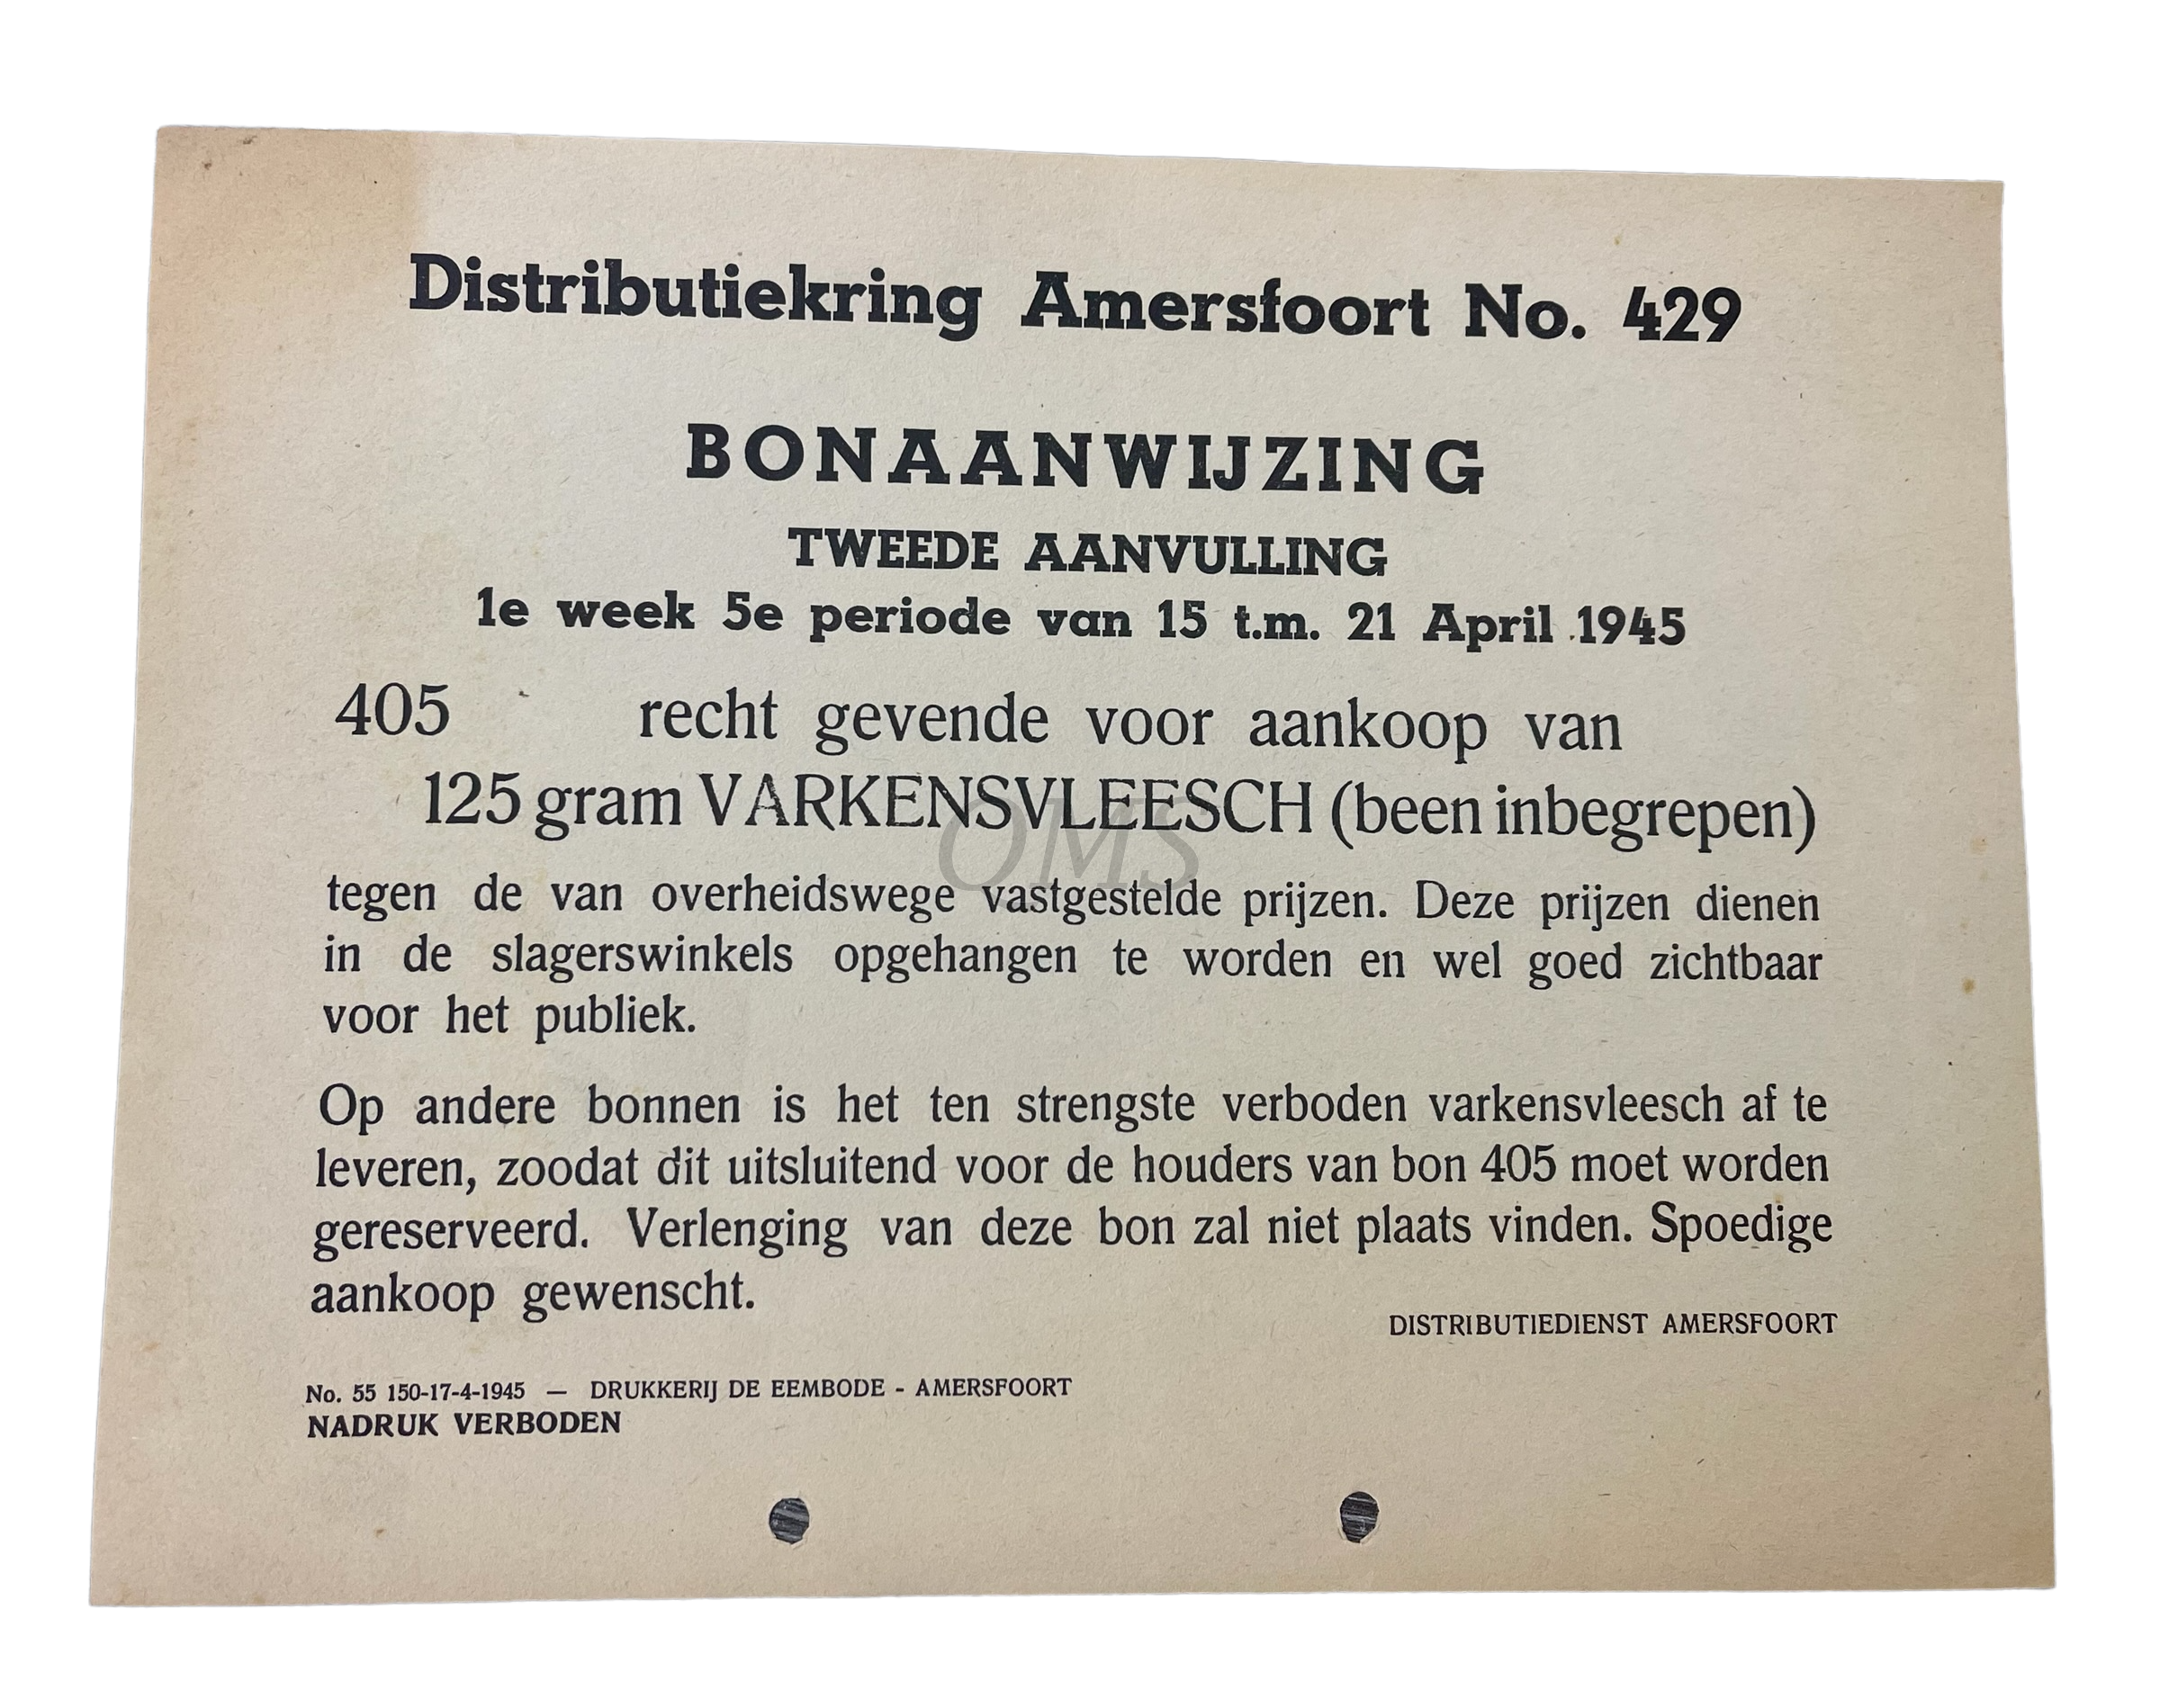 Distributiekring Amersfoort No. 429
BONAANWIJZING
TWEEDE AANVULLING
1e week 5e periode van 15 t.m. 21 April 1945
405 recht gevende voor aankoop van
125 gram VARKENSVLEESCH (been inbegrepen)
OMS
tegen de van overheidswege vastgestelde prijzen. Deze prijzen dienen
in de slagerswinkels opgehangen te worden en wel goed zichtbaar
voor het publiek.
Op andere bonnen is het ten strengste verboden varkensvleesch af te
leveren, zoodat dit uitsluitend voor de houders van bon 405 moet worden
gereserveerd. Verlenging van deze bon zal niet plaats vinden. Spoedige
aankoop gewenscht.
DISTRIBUTIEDIENST AMERSFOORT
No. 55 150-17-4-1945 — DRUKKERIJ DE EEMBODE - AMERSFOORT
NADRUK VERBODEN